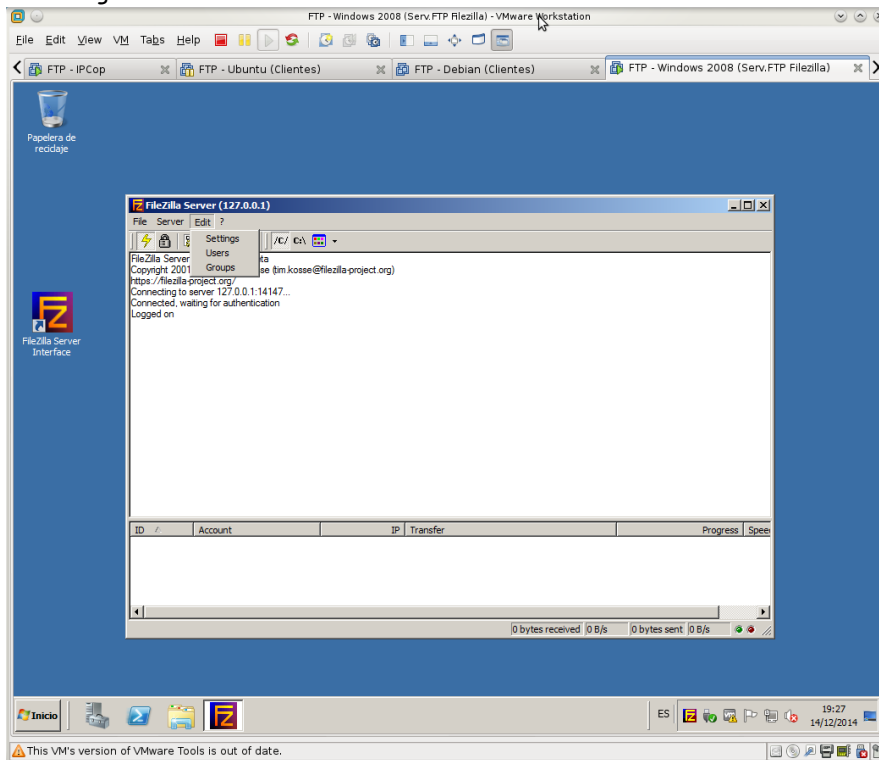 FTP - Windows 2008 (Serv.FTP Filezilla) - VMware Workstation
File Edit View VM Tabs Help
FTP - IPCop
FTP - Ubuntu (Clientes)
FTP - Debian (Clientes)
FTP - Windows 2008 (Serv.FTP Filezilla)
Papelera de
reciclaje
FileZilla Server (127.0.0.1)
File Server Edit ?
/C/ C:\
Settings
Users
Groups
FileZilla Server
Copyright 2001 se (tim.kosse@filezilla-project.org)
https://filezilla-project.org/
Connecting to server 127.0.0.1:14147...
Connected, waiting for authentication
Logged on
FileZilla Server
Interface
ID / Account IP Transfer Progress Spee
0 bytes received 0 B/s 0 bytes sent 0 B/s
Inicio
ES
19:27
14/12/2014
This VM's version of VMware Tools is out of date.